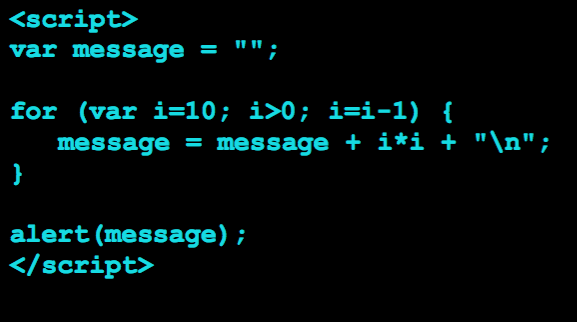 <script>
var message = "";

for (var i=10; i>0; i=i-1) {
   message = message + i*i + "\n";
}

alert(message);
</script>